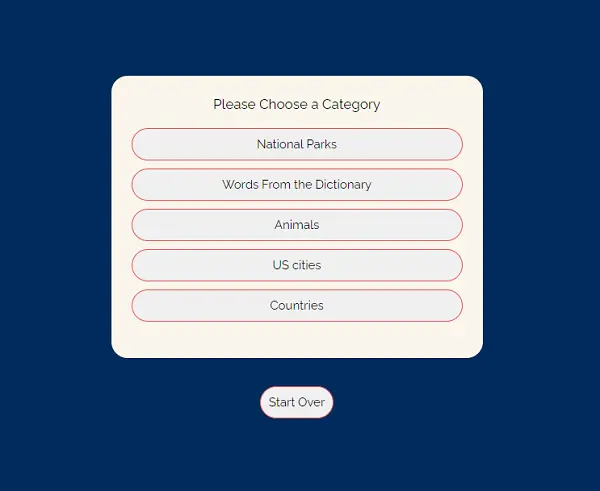 Please Choose a Category
National Parks
Words From the Dictionary
Animals
US cities
Countries
Start Over